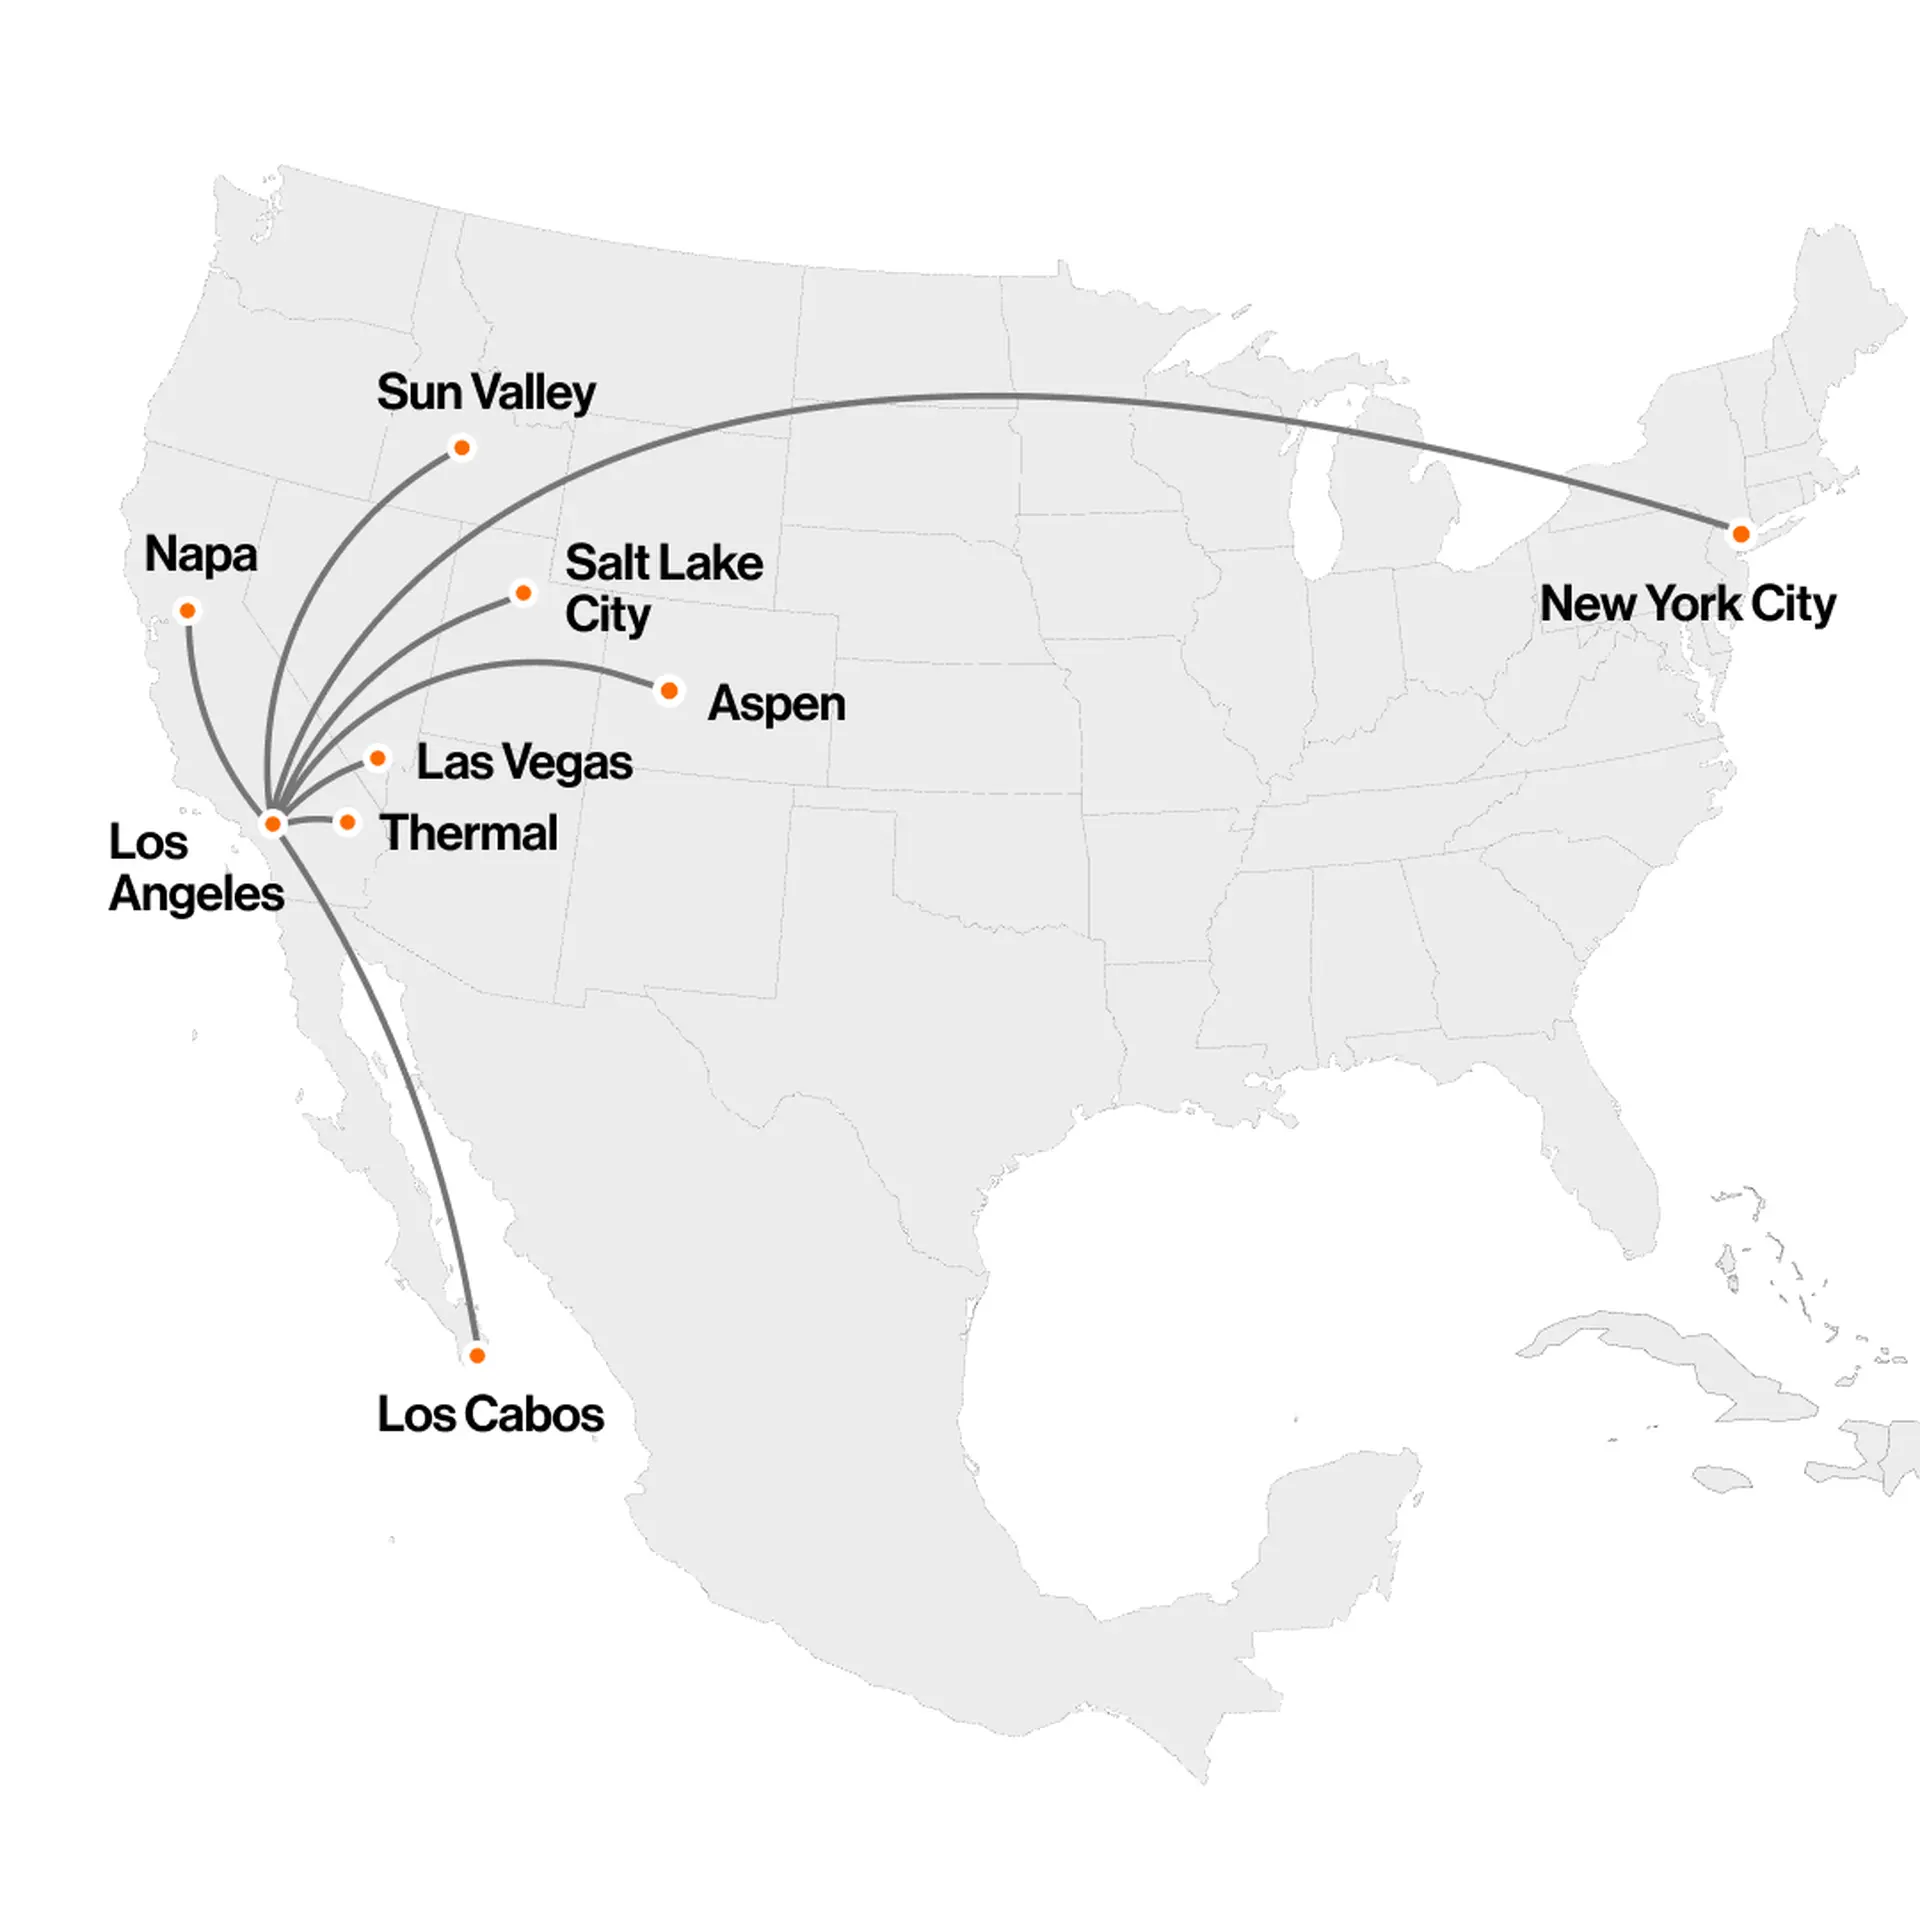 Sun Valley
Napa
Salt Lake
City
New York City
Aspen
Las Vegas
Thermal
Los
Angeles
Los Cabos